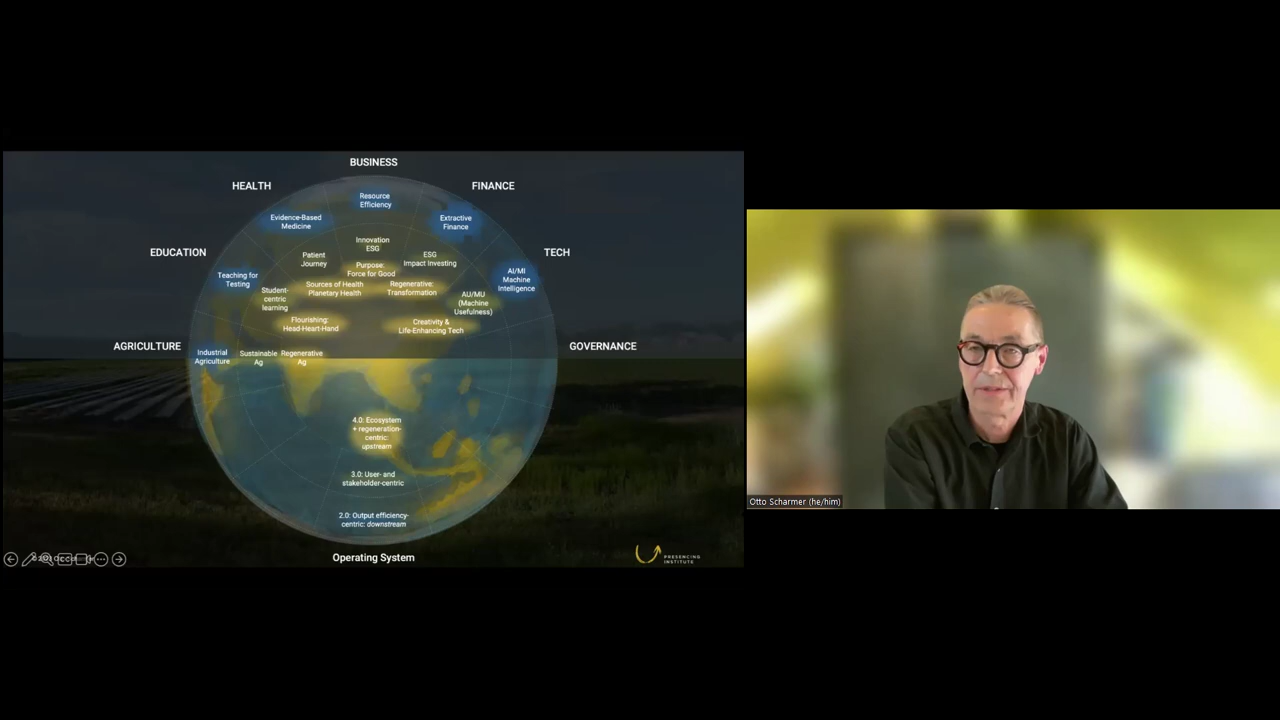 BUSINESS
HEALTH
FINANCE
Resource
Efficiency
Evidence-Based
Medicine
Extractive
Finance
EDUCATION
TECH
Innovation
ESG
Patient
Journey
ESG
Impact Investing
Purpose:
Force for Good
Teaching for
Testing
AI/MI
Machine
Intelligence
Sources of Health
Planetary Health
Regenerative:
Transformation
Student-
centric
learning
AU/MU
(Machine
Usefulness)
Flourishing:
Head-Heart-Hand
Creativity &
Life-Enhancing Tech
AGRICULTURE
GOVERNANCE
Industrial
Agriculture
Sustainable
Ag
Regenerative
Ag
4.0: Ecosystem
+ regeneration-
centric:
upstream
3.0: User- and
stakeholder-centric
2.0: Output efficiency-
centric: downstream
Operating System
PRESENCING
INSTITUTE
Otto Scharmer (he/him)